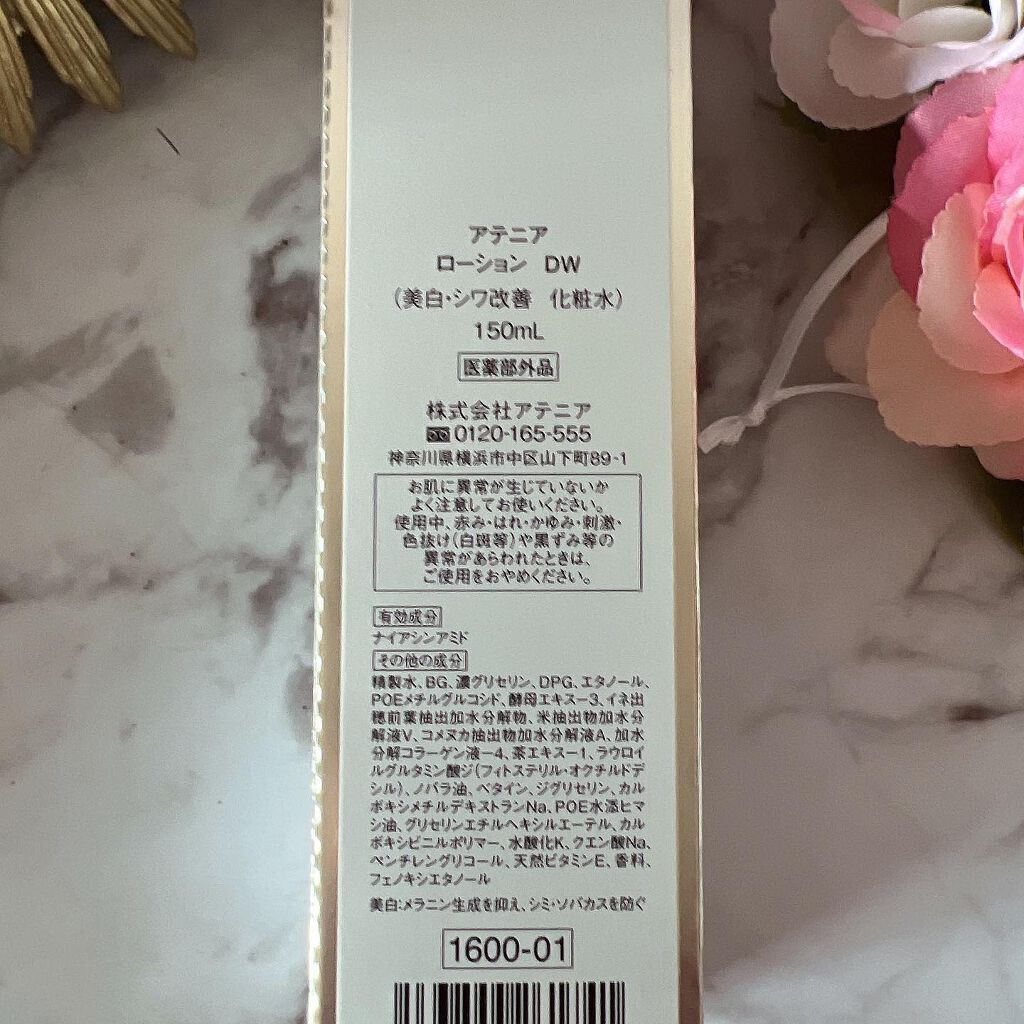 アテニア
ローション DW
(美白・シワ改善 化粧水)
150mL
医薬部外品
株式会社アテニア
0120-165-555
神奈川県横浜市中区山下町89-1
お肌に異常が生じていないか
よく注意してお使いください。
使用中、赤み・はれ・かゆみ・刺激・
色抜け(白斑等)や黒ずみ等の
異常があらわれたときは、
ご使用をおやめください。
有効成分
ナイアシンアミド
その他の成分
精製水、BG、濃グリセリン、DPG、エタノール、
POEメチルグルコシド、酵母エキス-3、イネ出
穂前葉抽出加水分解物、米抽出物加水分
解液V、コメヌカ抽出物加水分解液A、加水
分解コラーゲン液-4、茶エキス-1、ラウロイ
ルグルタミン酸ジ(フィトステリル・オクチルドデ
シル)、ノバラ油、ベタイン、ジグリセリン、カル
ボキシメチルデキストランNa、POE水添ヒマ
シ油、グリセリンエチルヘキシルエーテル、カル
ボキシビニルポリマー、水酸化K、クエン酸Na、
ペンチレングリコール、天然ビタミンE、香料、
フェノキシエタノール
美白:メラニン生成を抑え、シミ・ソバカスを防ぐ
1600-01